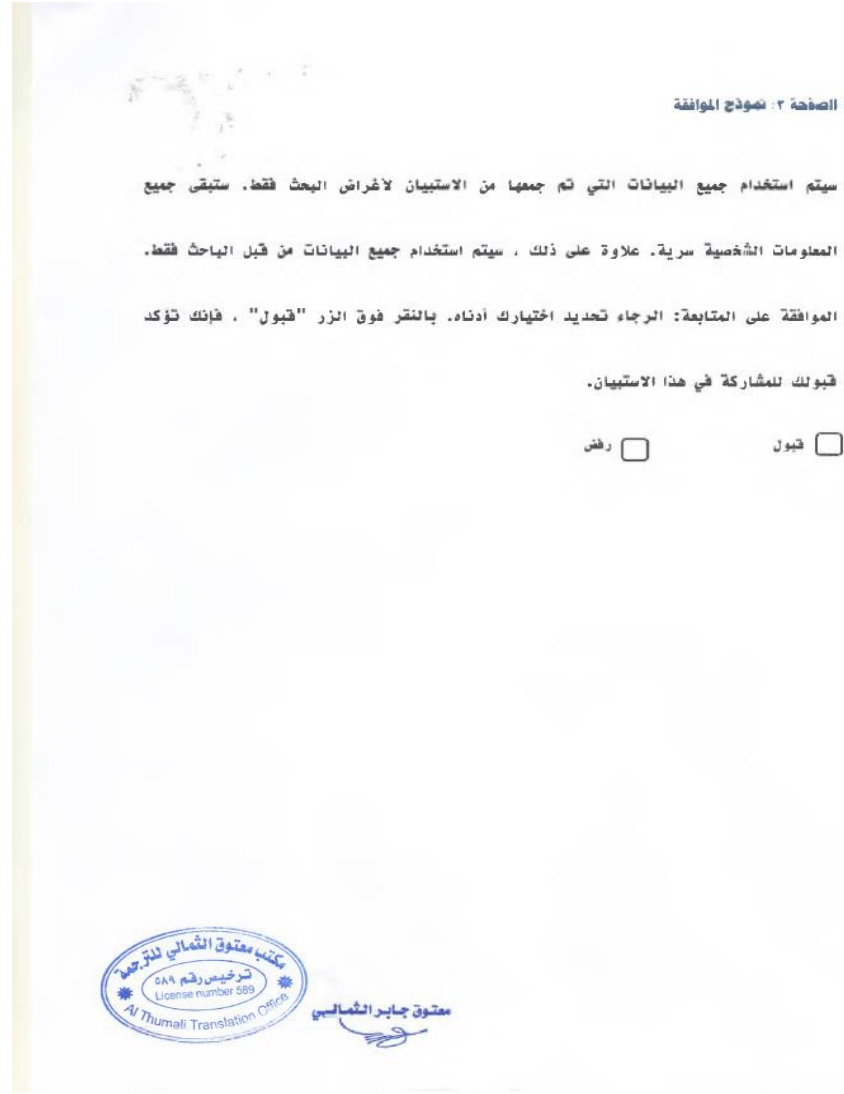 الصفحة ٢: نموذج الموافقة
سيتم استخدام جميع البيانات التي تم جمعها من الاستبيان لأغراض البحث فقط. ستبقى جميع
المعلومات الشخصية سرية. علاوة على ذلك ، سيتم استخدام جميع البيانات من قبل الباحث فقط.
الموافقة على المتابعة: الرجاء تحديد اختيارك أدناه. بالنقر فوق الزر "قبول" ، فإنك تؤكد
قبولك للمشاركة في هذا الاستبيان.
قبول رفض
مكتب معتوق الثمالي للترجمة
ترخيص رقم ٥٨٩
License number 589
Al Thumali Translation Office
معتوق جابر الثمالي